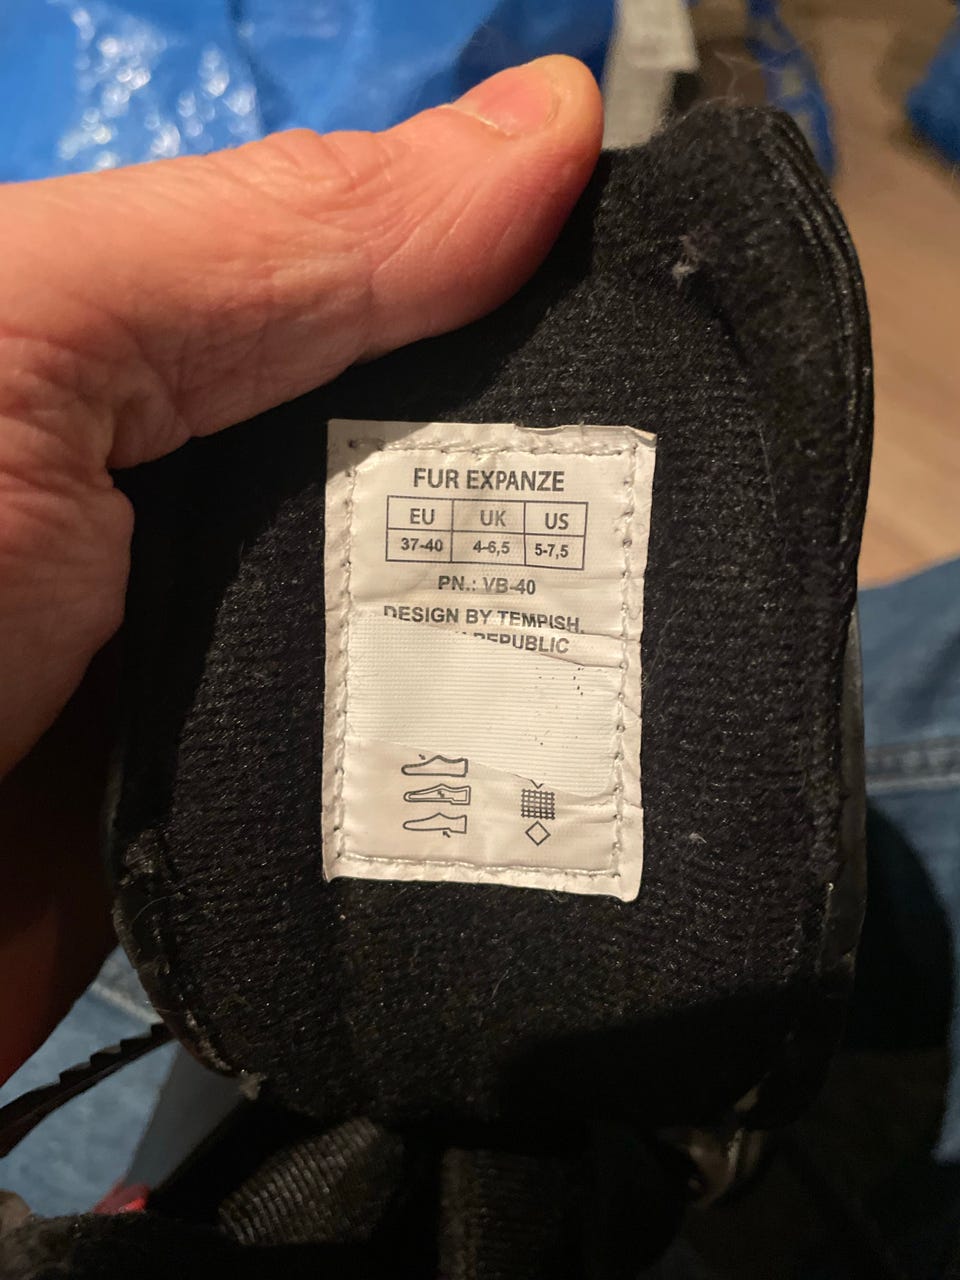 FUR EXPANZE
EU UK US
37-40 4-6,5 5-7,5
PN.: VB-40
DESIGN BY TEMPISH,
REPUBLIC